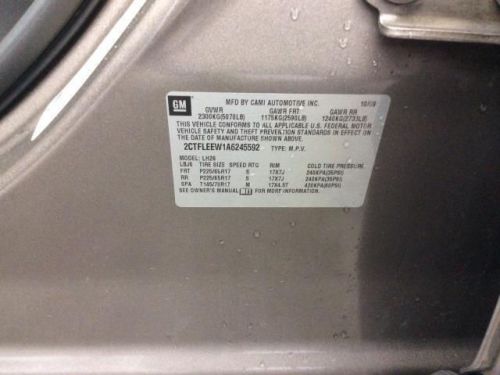 GM
MFD BY CAMI AUTOMOTIVE INC. 10/09
GVWR GAWR FRT GAWR RR
2300KG(5070LB) 1175KG(2590LB) 1240KG(2733LB)
THIS VEHICLE CONFORMS TO ALL APPLICABLE U.S. FEDERAL MOTOR
VEHICLE SAFETY AND THEFT PREVENTION STANDARDS IN EFFECT ON
THE DATE OF MANUFACTURE SHOWN ABOVE.
2CTFLEEW1A6245592 TYPE: M.P.V.
MODEL: LH26
TIRE SIZE SPEED RTG RIM COLD TIRE PRESSURE
FRT P225/65R17 S 17X7J 240KPA(35PSI)
RR P225/65R17 S 17X7J 240KPA(35PSI)
SPA T145/70R17 M 17X4.5T 420KPA(60PSI)
SEE OWNER'S MANUAL FOR MORE INFORMATION.